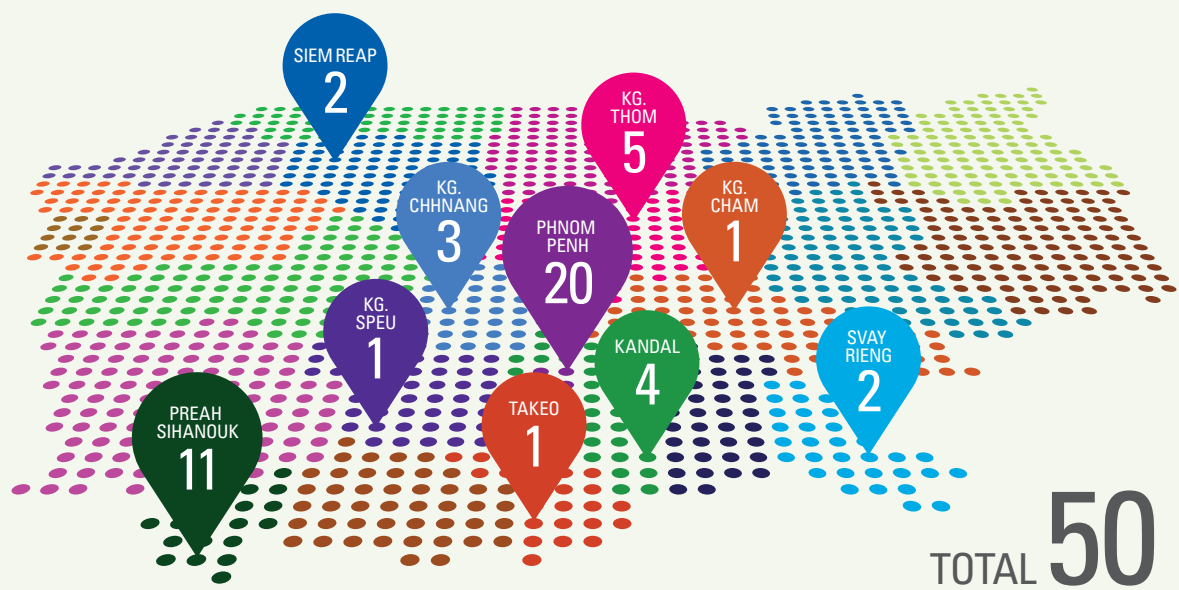 SIEM REAP
2
KG.
THOM
5
KG.
CHHNANG
3
PHNOM
PENH
20
KG.
CHAM
1
KG.
SPEU
1
KANDAL
4
SVAY
RIENG
2
PREAH
SIHANOUK
11
TAKEO
1
TOTAL 50